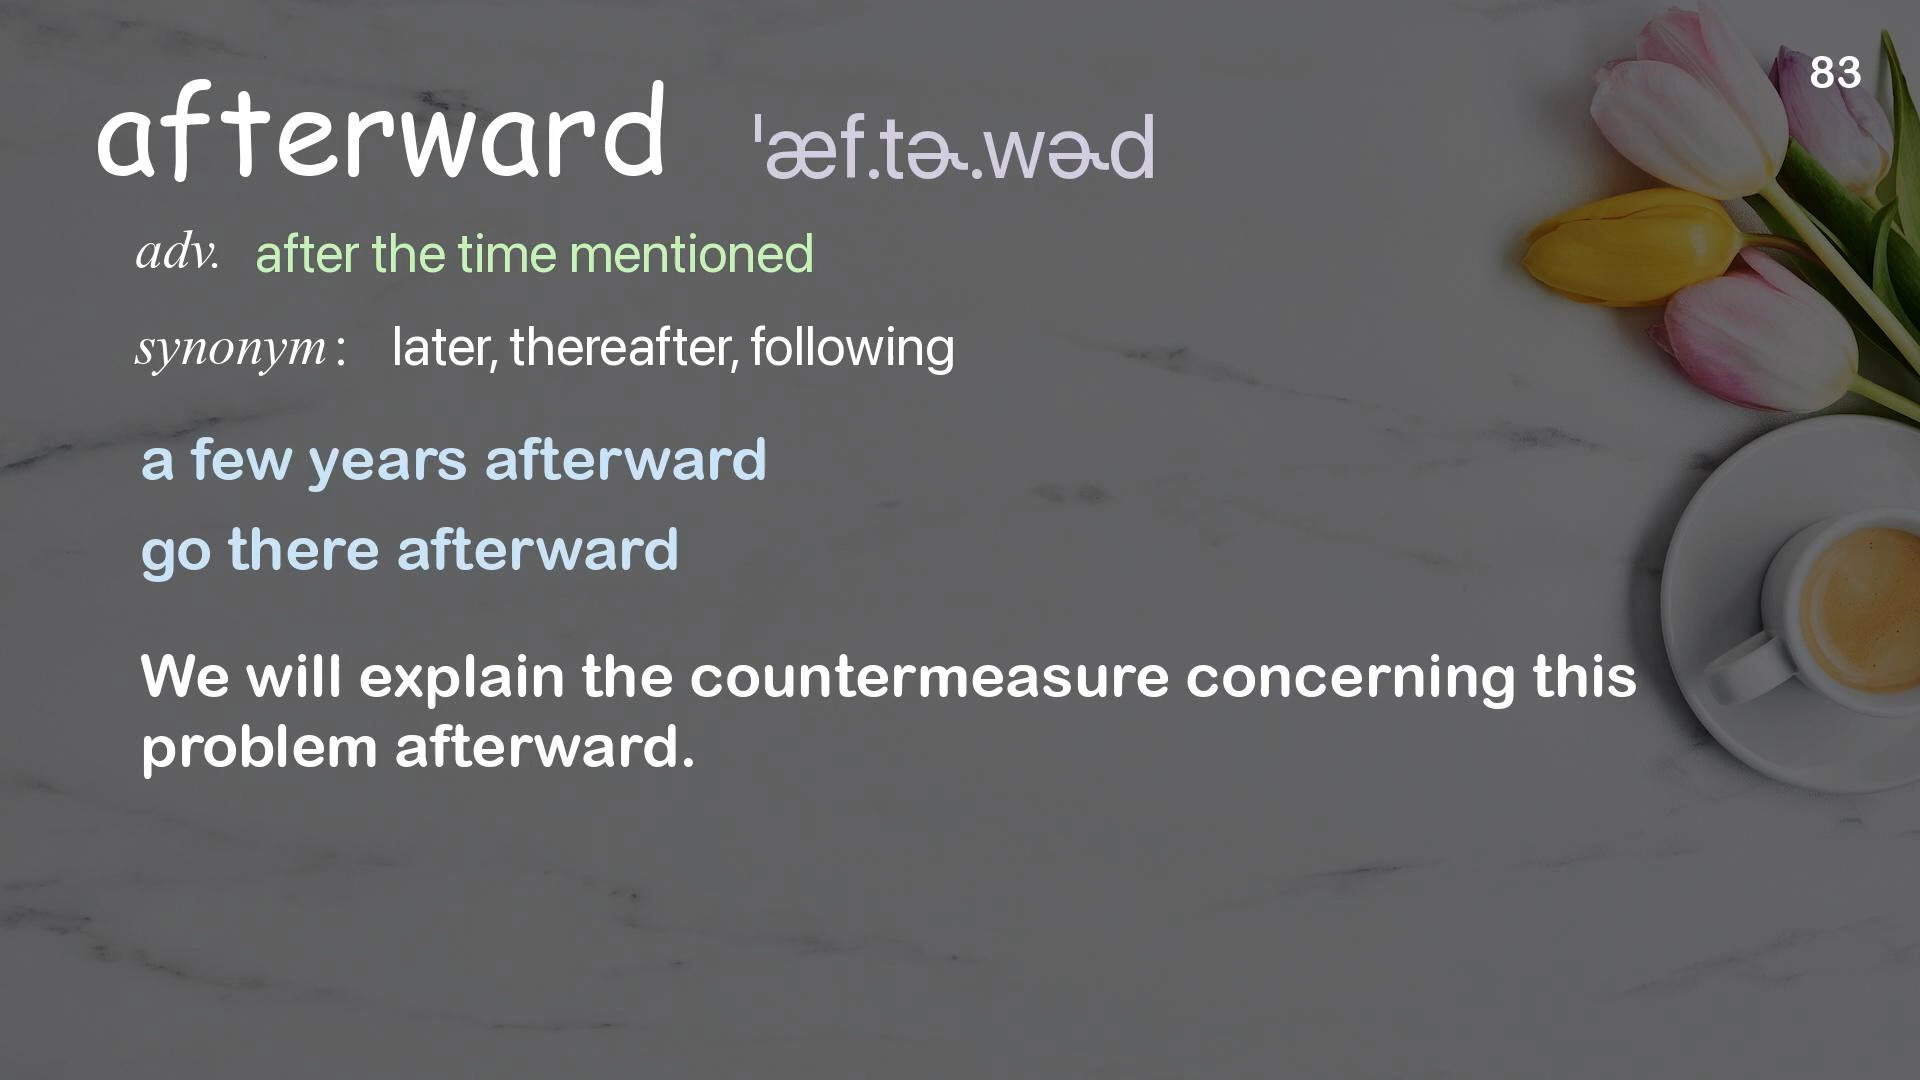 83
afterward ˈæf.tɚ.wɚd
adv. after the time mentioned
synonym: later, thereafter, following
a few years afterward
go there afterward
We will explain the countermeasure concerning this
problem afterward.